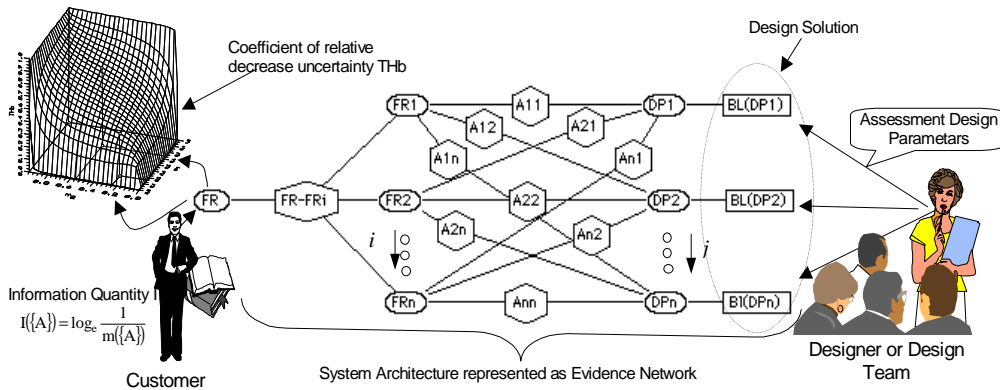 Design Solution
Coefficient of relative
decrease uncertainty THb
THb
FR1
A11
DP1
BL(DP1)
A12
A21
Assessment Design
Parametars
A1n
An1
FR
FR-FRi
FR2
A22
DP2
BL(DP2)
A2n
An2
i
j
FRn
Ann
DPn
Bl(DPn)
Information Quantity I
I({A})=logₑ 1/m({A})
Customer
System Architecture represented as Evidence Network
Designer or Design
Team